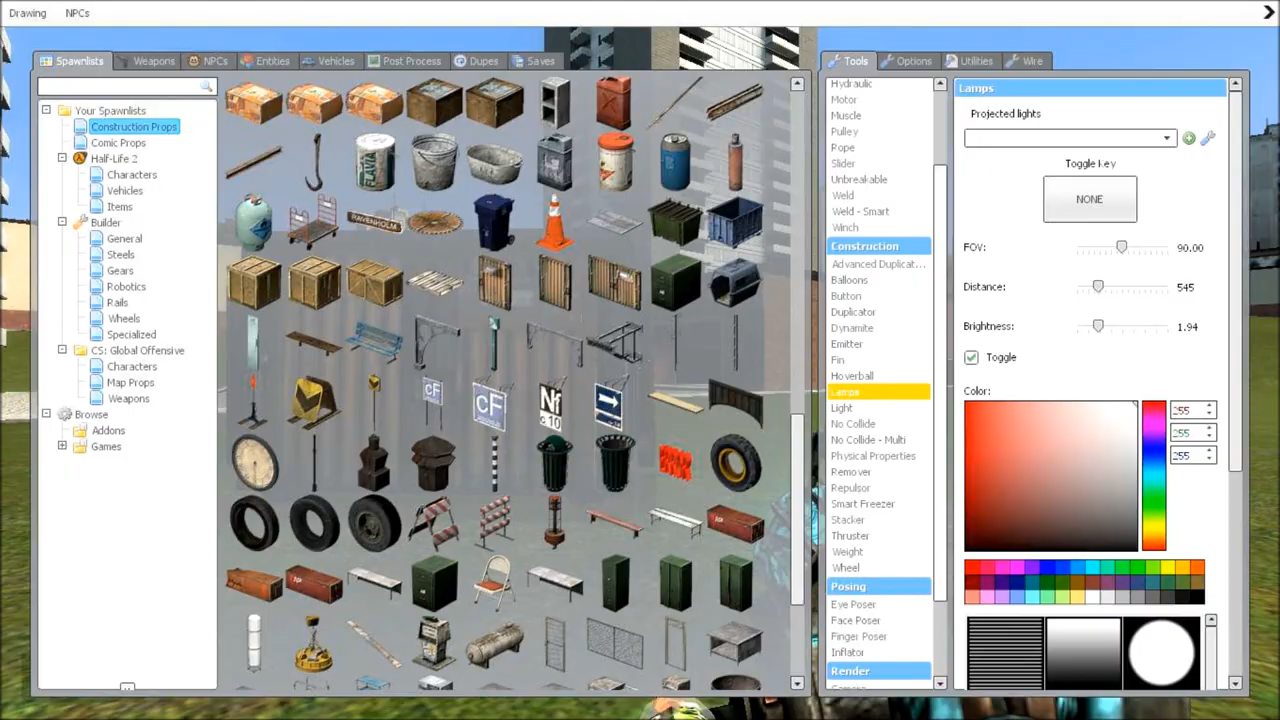 Drawing NPCs
Spawnlists Weapons NPCs Entities Vehicles Post Process Dupes Saves
Your Spawnlists
Construction Props
Comic Props
Half-Life 2
Characters
Vehicles
Items
Builder
General
Steels
Gears
Robotics
Rails
Wheels
Specialized
CS: Global Offensive
Characters
Map Props
Weapons
Browse
Addons
Games
RAVENHOLM
cF
cF
Nf
c 10
Tools Options Utilities Wire
Hydraulic
Motor
Muscle
Pulley
Rope
Slider
Unbreakable
Weld
Weld - Smart
Winch
Construction
Advanced Duplicat...
Balloons
Button
Duplicator
Dynamite
Emitter
Fin
Hoverball
Lamps
Light
No Collide
No Collide - Multi
Physical Properties
Remover
Repulsor
Smart Freezer
Stacker
Thruster
Weight
Wheel
Posing
Eye Poser
Face Poser
Finger Poser
Inflator
Render
Lamps
Projected lights
Toggle Key
NONE
FOV: 90.00
Distance: 545
Brightness: 1.94
Toggle
Color:
255
255
255